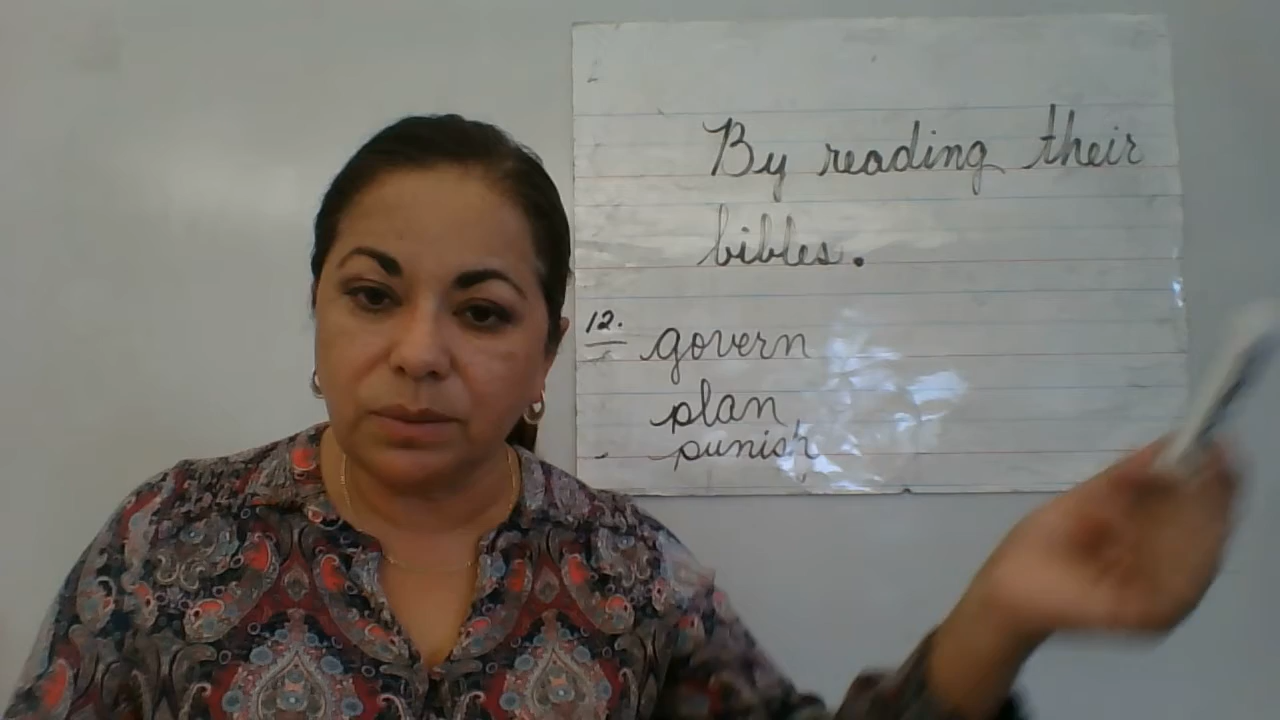 By reading their
bibles.
12. govern
plan
punish